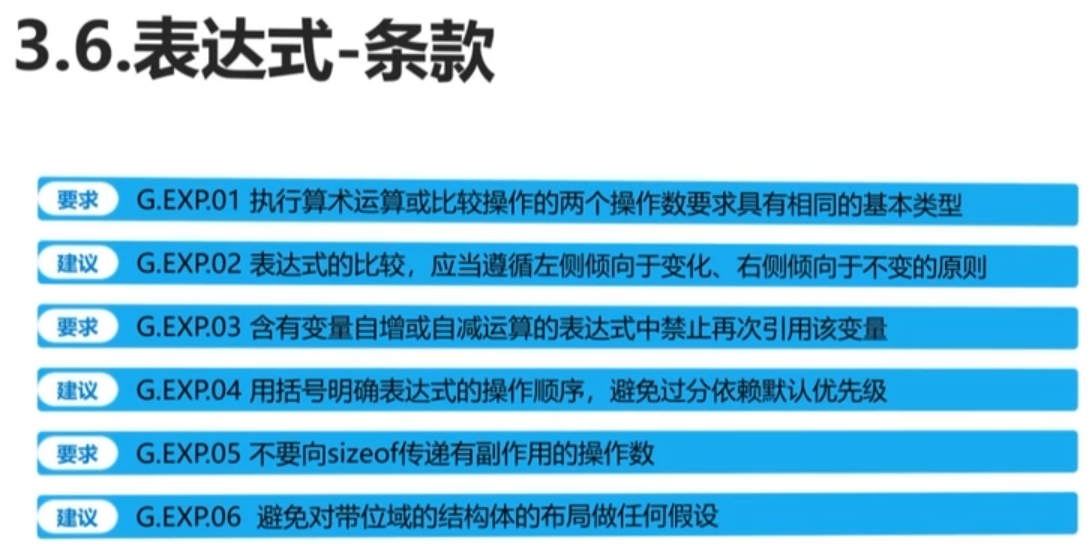 3.6.表达式-条款
要求 G.EXP.01 执行算术运算或比较操作的两个操作数要求具有相同的基本类型
建议 G.EXP.02 表达式的比较，应当遵循左侧倾向于变化、右侧倾向于不变的原则
要求 G.EXP.03 含有变量自增或自减运算的表达式中禁止再次引用该变量
建议 G.EXP.04 用括号明确表达式的操作顺序，避免过分依赖默认优先级
要求 G.EXP.05 不要向sizeof传递有副作用的操作数
建议 G.EXP.06 避免对带位域的结构体的布局做任何假设